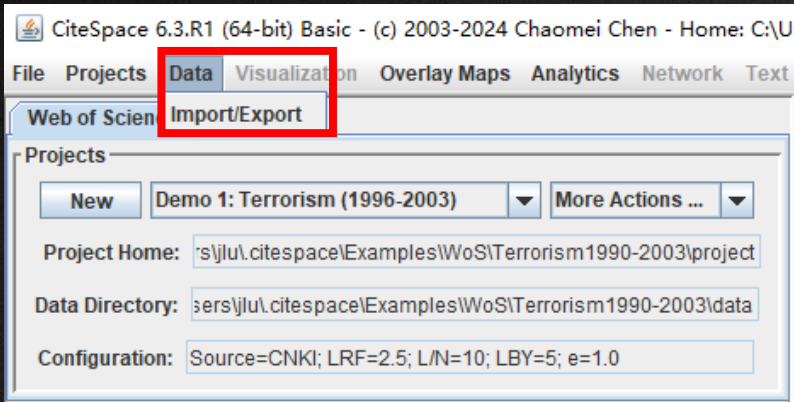 CiteSpace 6.3.R1 (64-bit) Basic - (c) 2003-2024 Chaomei Chen - Home: C:\U
File Projects Data Visualization Overlay Maps Analytics Network Text
Web of Scien Import/Export
Projects
New Demo 1: Terrorism (1996-2003) More Actions ...
Project Home: rs\jlu\.citespace\Examples\WoS\Terrorism1990-2003\project
Data Directory: sers\jlu\.citespace\Examples\WoS\Terrorism1990-2003\data
Configuration: Source=CNKI; LRF=2.5; L/N=10; LBY=5; e=1.0